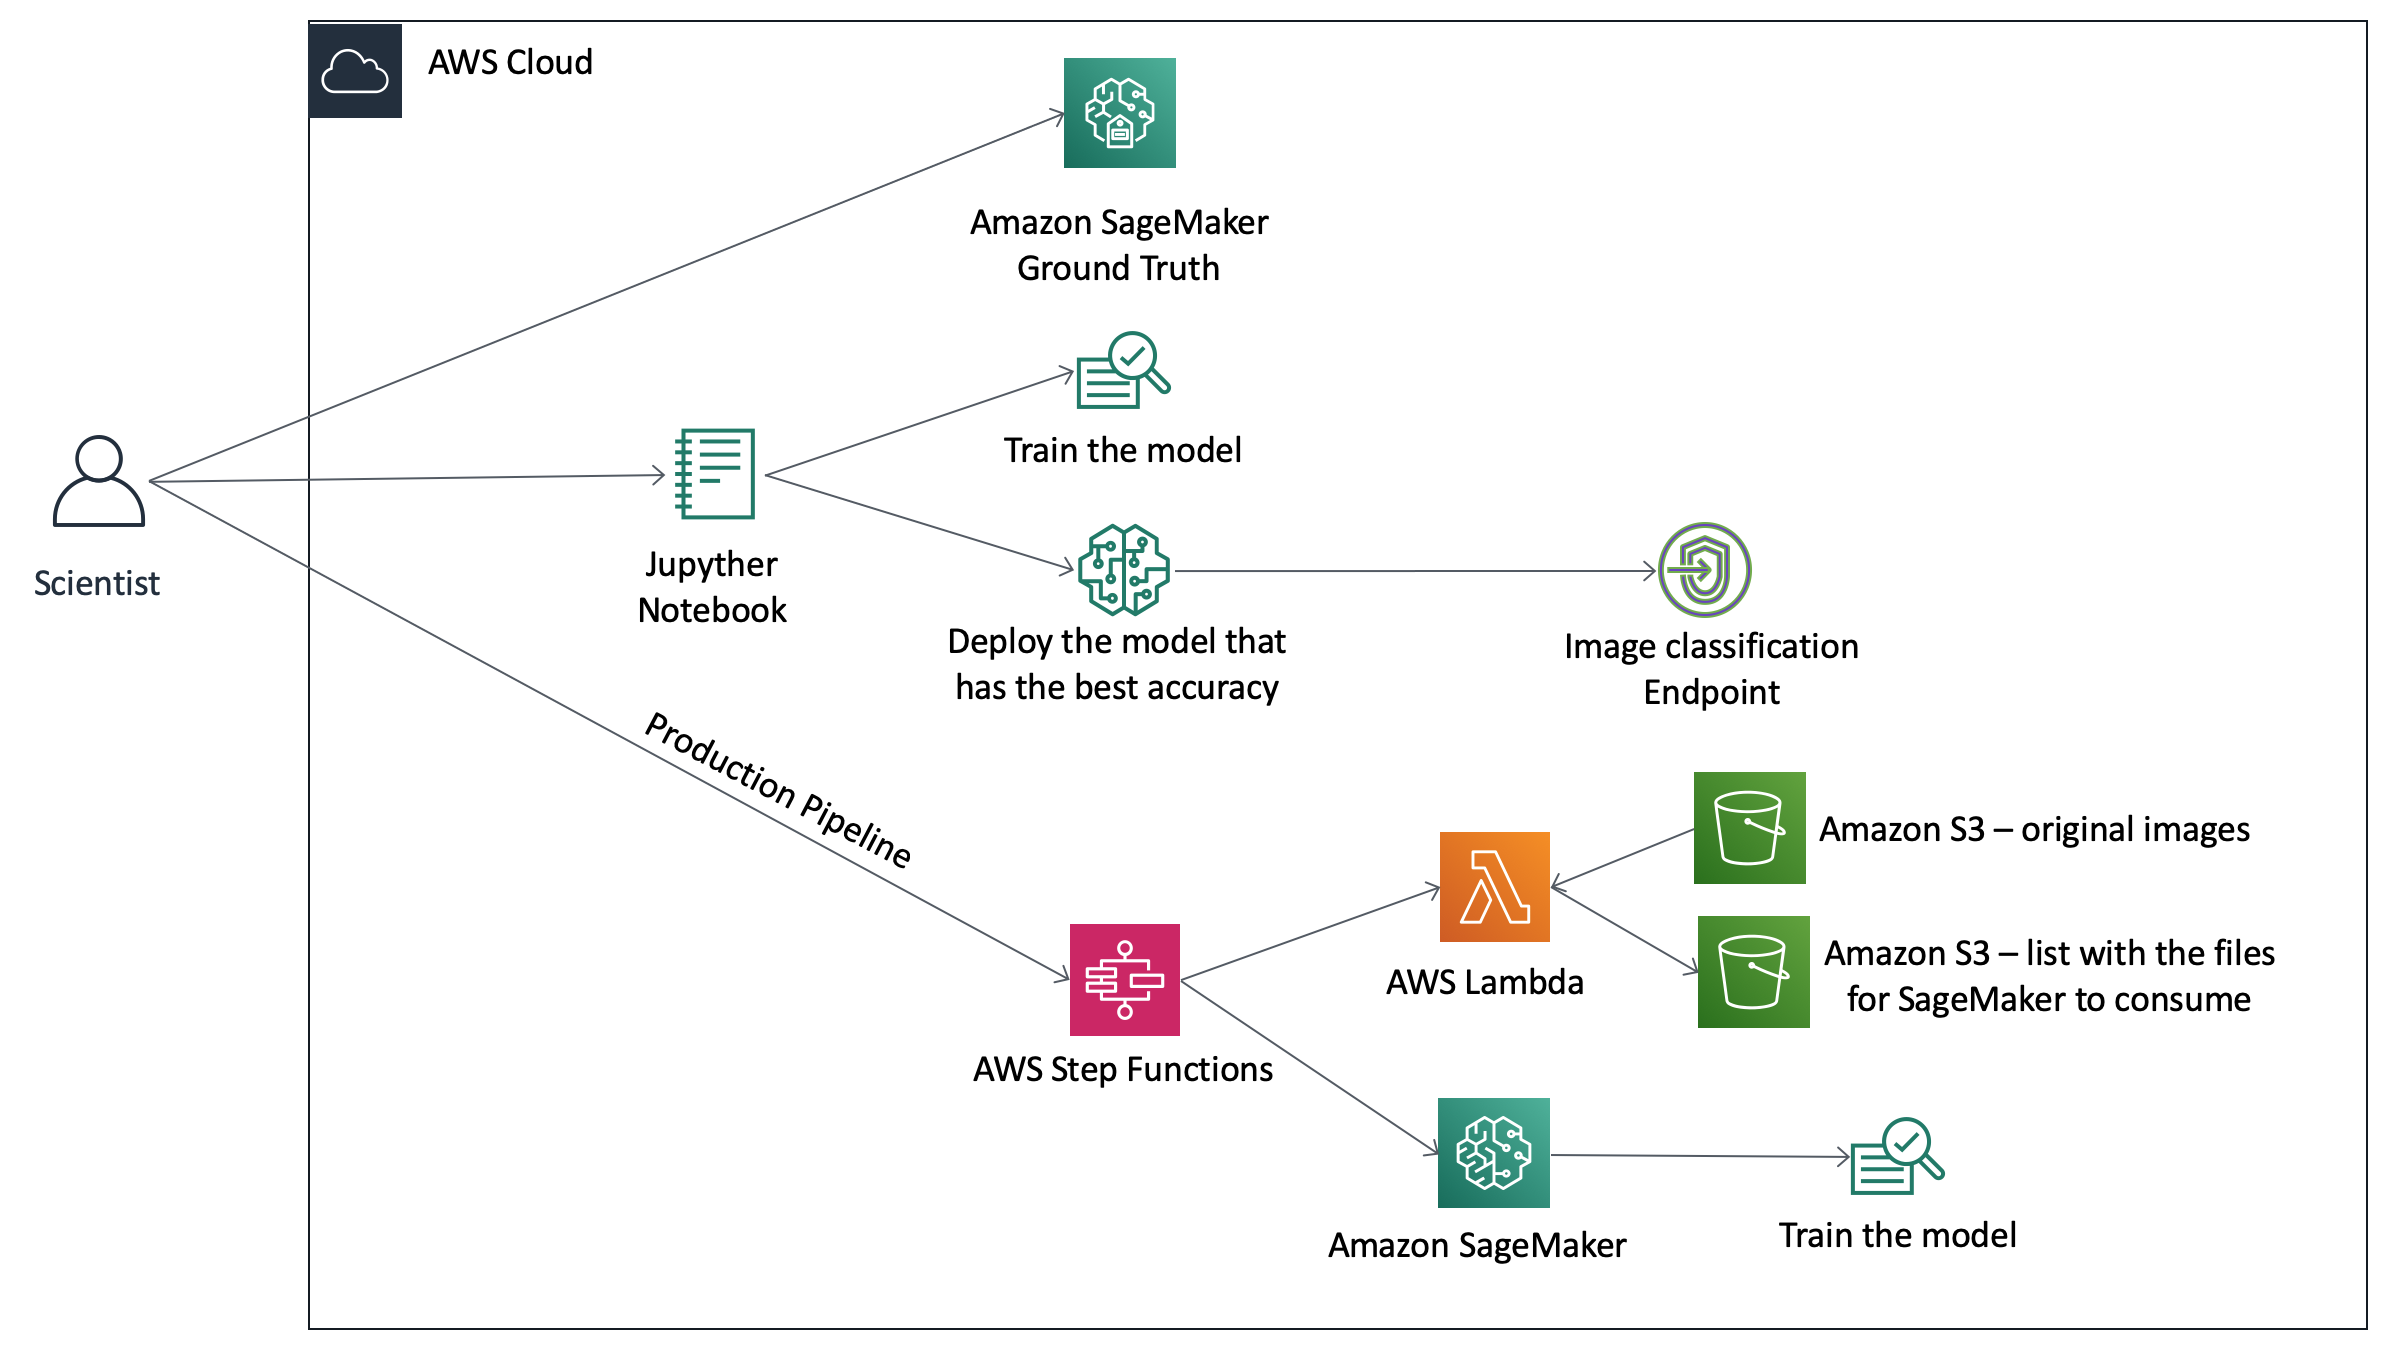 AWS Cloud
Amazon SageMaker
Ground Truth
Train the model
Scientist
Jupyther
Notebook
Deploy the model that
has the best accuracy
Image classification
Endpoint
Production Pipeline
Amazon S3 – original images
AWS Lambda
Amazon S3 – list with the files
for SageMaker to consume
AWS Step Functions
Amazon SageMaker
Train the model